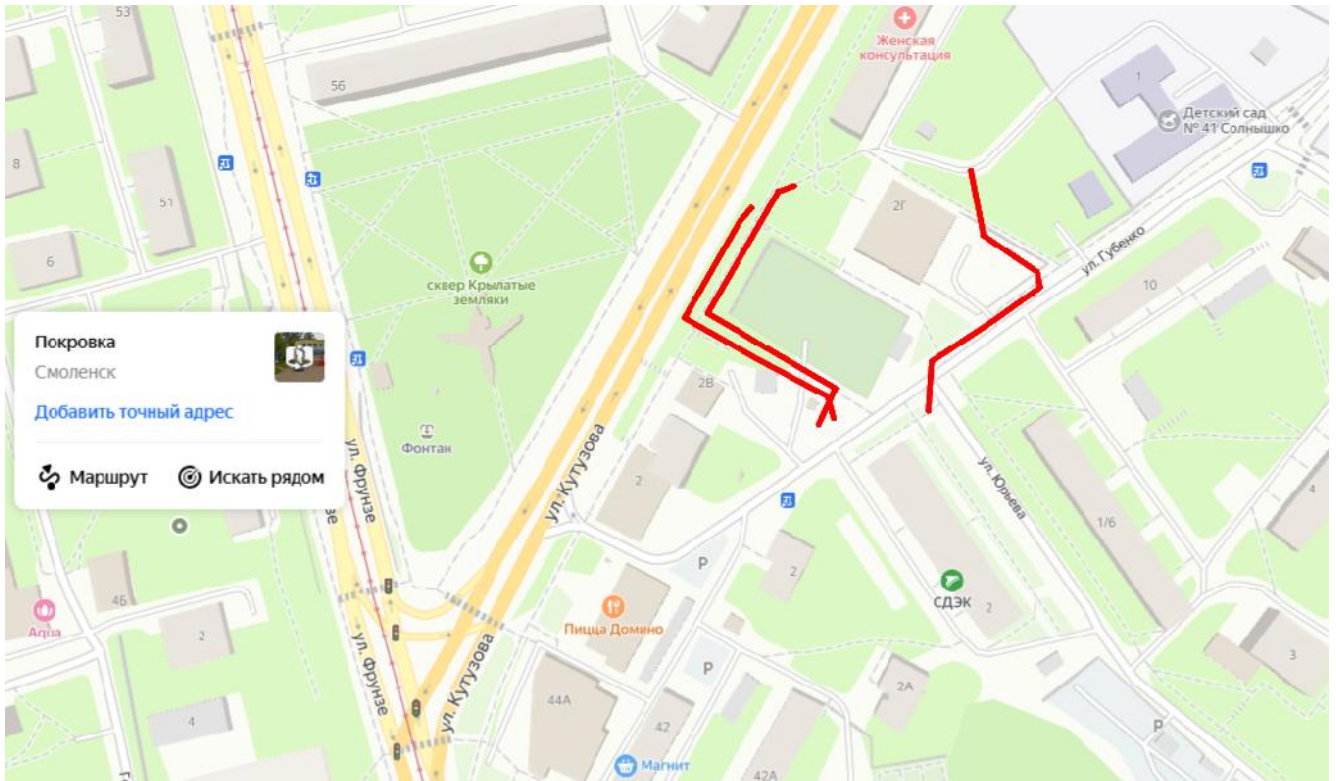 53
56
Женская
консультация
1
Детский сад
№ 41 Солнышко
8
51
2Г
6
сквер Крылатые
земляки
ул. Губенко
10
Покровка
Смоленск
Добавить точный адрес
Маршрут
Искать рядом
2В
Фонтан
ул. Фрунзе
зе
ул. Кутузова
2
ул. Юрьева
1/6
4
P
2
СДЭК
2
4Б
Aqua
2
Пицца Домино
ул. Фрунзе
ул. Кутузова
P
2А
3
44А
4
42
P
Магнит
42А